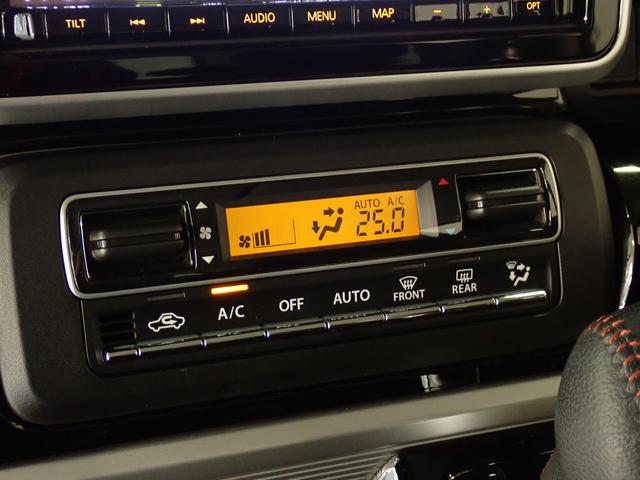 TILT AUDIO MENU MAP - + OPT
AUTO A/C
25.0
A/C OFF AUTO FRONT REAR